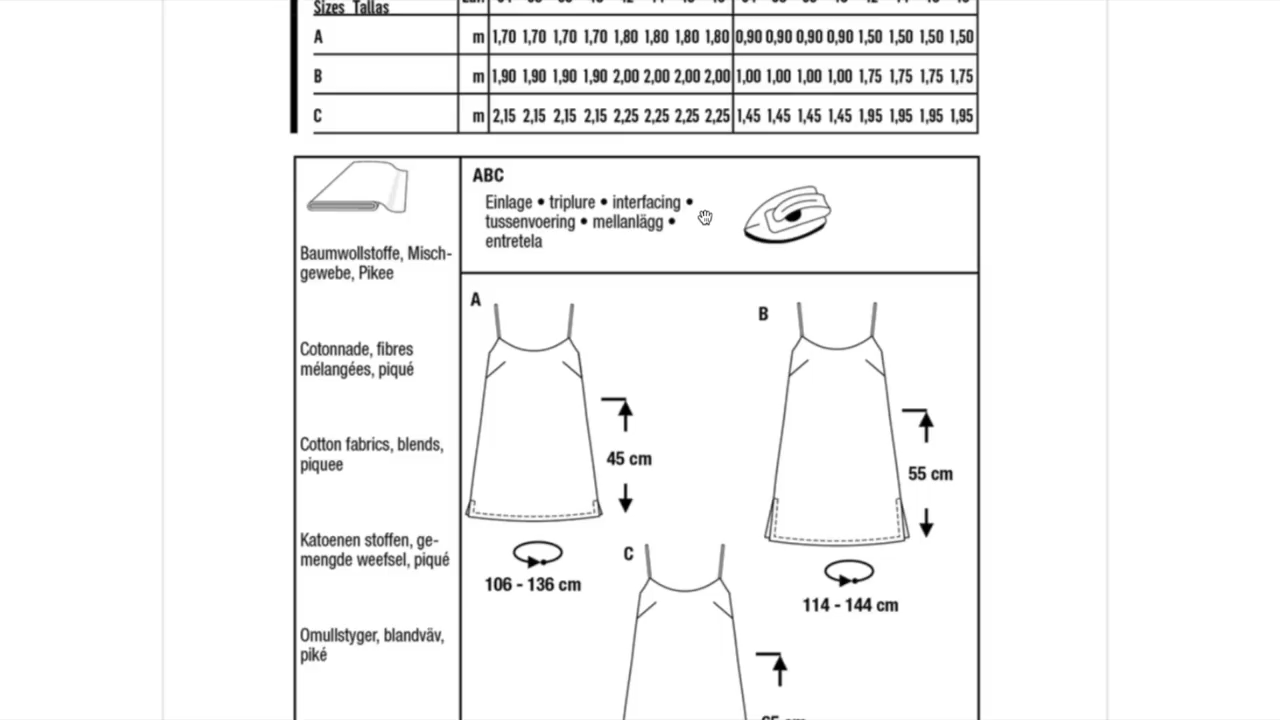 Sizes Tallas
A m 1,70 1,70 1,70 1,70 1,80 1,80 1,80 1,80 0,90 0,90 0,90 0,90 1,50 1,50 1,50 1,50
B m 1,90 1,90 1,90 1,90 2,00 2,00 2,00 2,00 1,00 1,00 1,00 1,00 1,75 1,75 1,75 1,75
C m 2,15 2,15 2,15 2,15 2,25 2,25 2,25 2,25 1,45 1,45 1,45 1,45 1,95 1,95 1,95 1,95
ABC
Einlage • triplure • interfacing •
tussenvoering • mellanlägg •
entretela
Baumwollstoffe, Misch-
gewebe, Pikee
Cotonnade, fibres
mélangées, piqué
Cotton fabrics, blends,
piquee
Katoenen stoffen, ge-
mengde weefsel, piqué
Omullstyger, blandväv,
piké
A
45 cm
106 - 136 cm
B
55 cm
114 - 144 cm
C